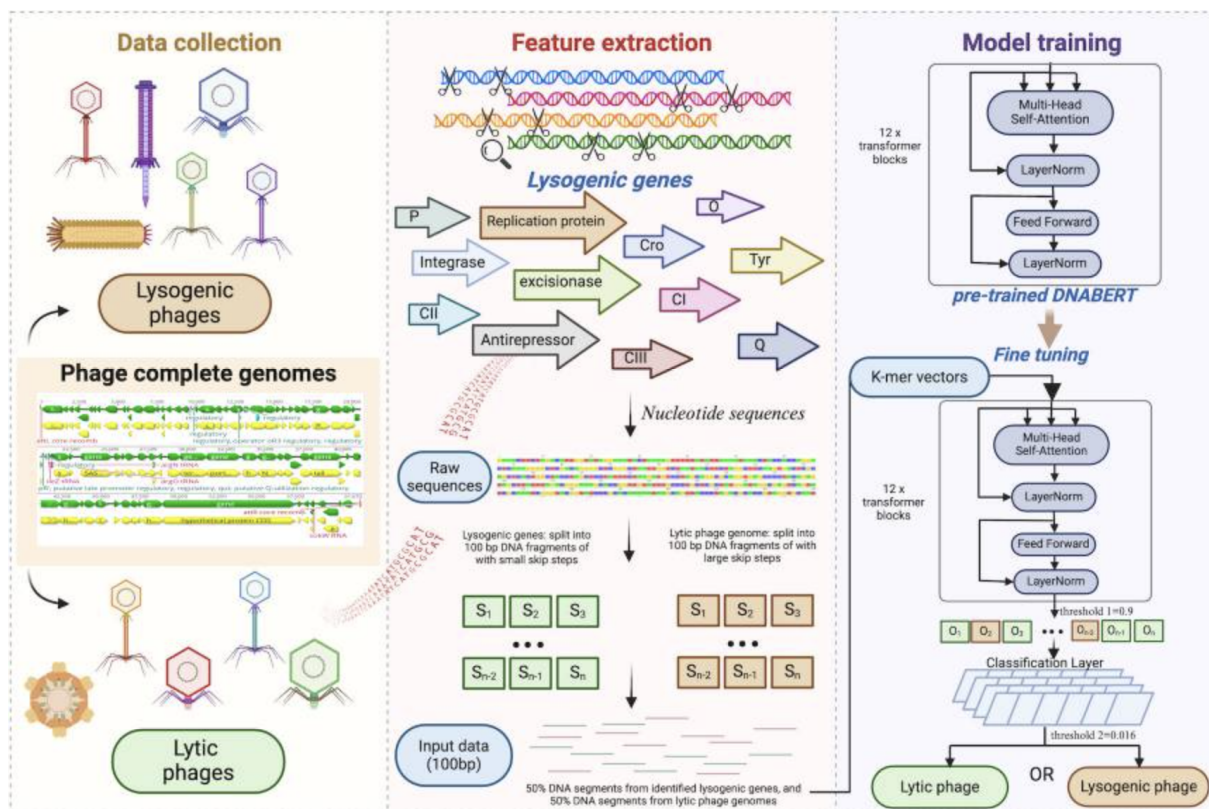 Data collection
Lysogenic
phages
Phage complete genomes
Lytic
phages
Feature extraction
Lysogenic genes
P
Replication protein
O
Integrase
Cro
Tyr
excisionase
CII
CI
Antirepressor
CIII
Q
Nucleotide sequences
Raw
sequences
Lysogenic genes: split into
100 bp DNA fragments of
with small skip steps
Lytic phage genome: split into
100 bp DNA fragments of with
large skip steps
S1 S2 S3
•••
Sn-2 Sn-1 Sn
S1 S2 S3
•••
Sn-2 Sn-1 Sn
Input data
(100bp)
50% DNA segments from identified lysogenic genes, and
50% DNA segments from lytic phage genomes
Model training
12 x
transformer
blocks
Multi-Head
Self-Attention
LayerNorm
Feed Forward
LayerNorm
pre-trained DNABERT
Fine tuning
K-mer vectors
12 x
transformer
blocks
Multi-Head
Self-Attention
LayerNorm
Feed Forward
LayerNorm
threshold 1=0.9
O1 O2 O3 ••• On-2 On-1 On
Classification Layer
threshold 2=0.016
Lytic phage OR Lysogenic phage